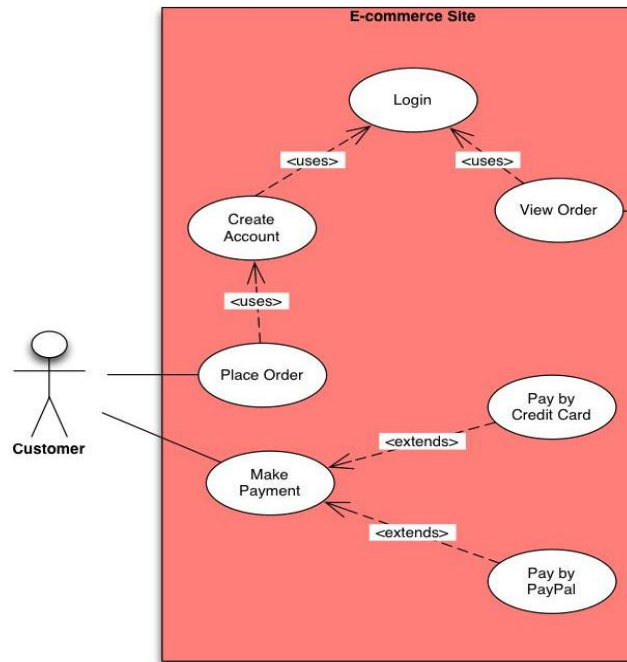 E-commerce Site
Login
<uses>
<uses>
Create
Account
View Order
<uses>
Place Order
Pay by
Credit Card
<extends>
Customer
Make
Payment
<extends>
Pay by
PayPal